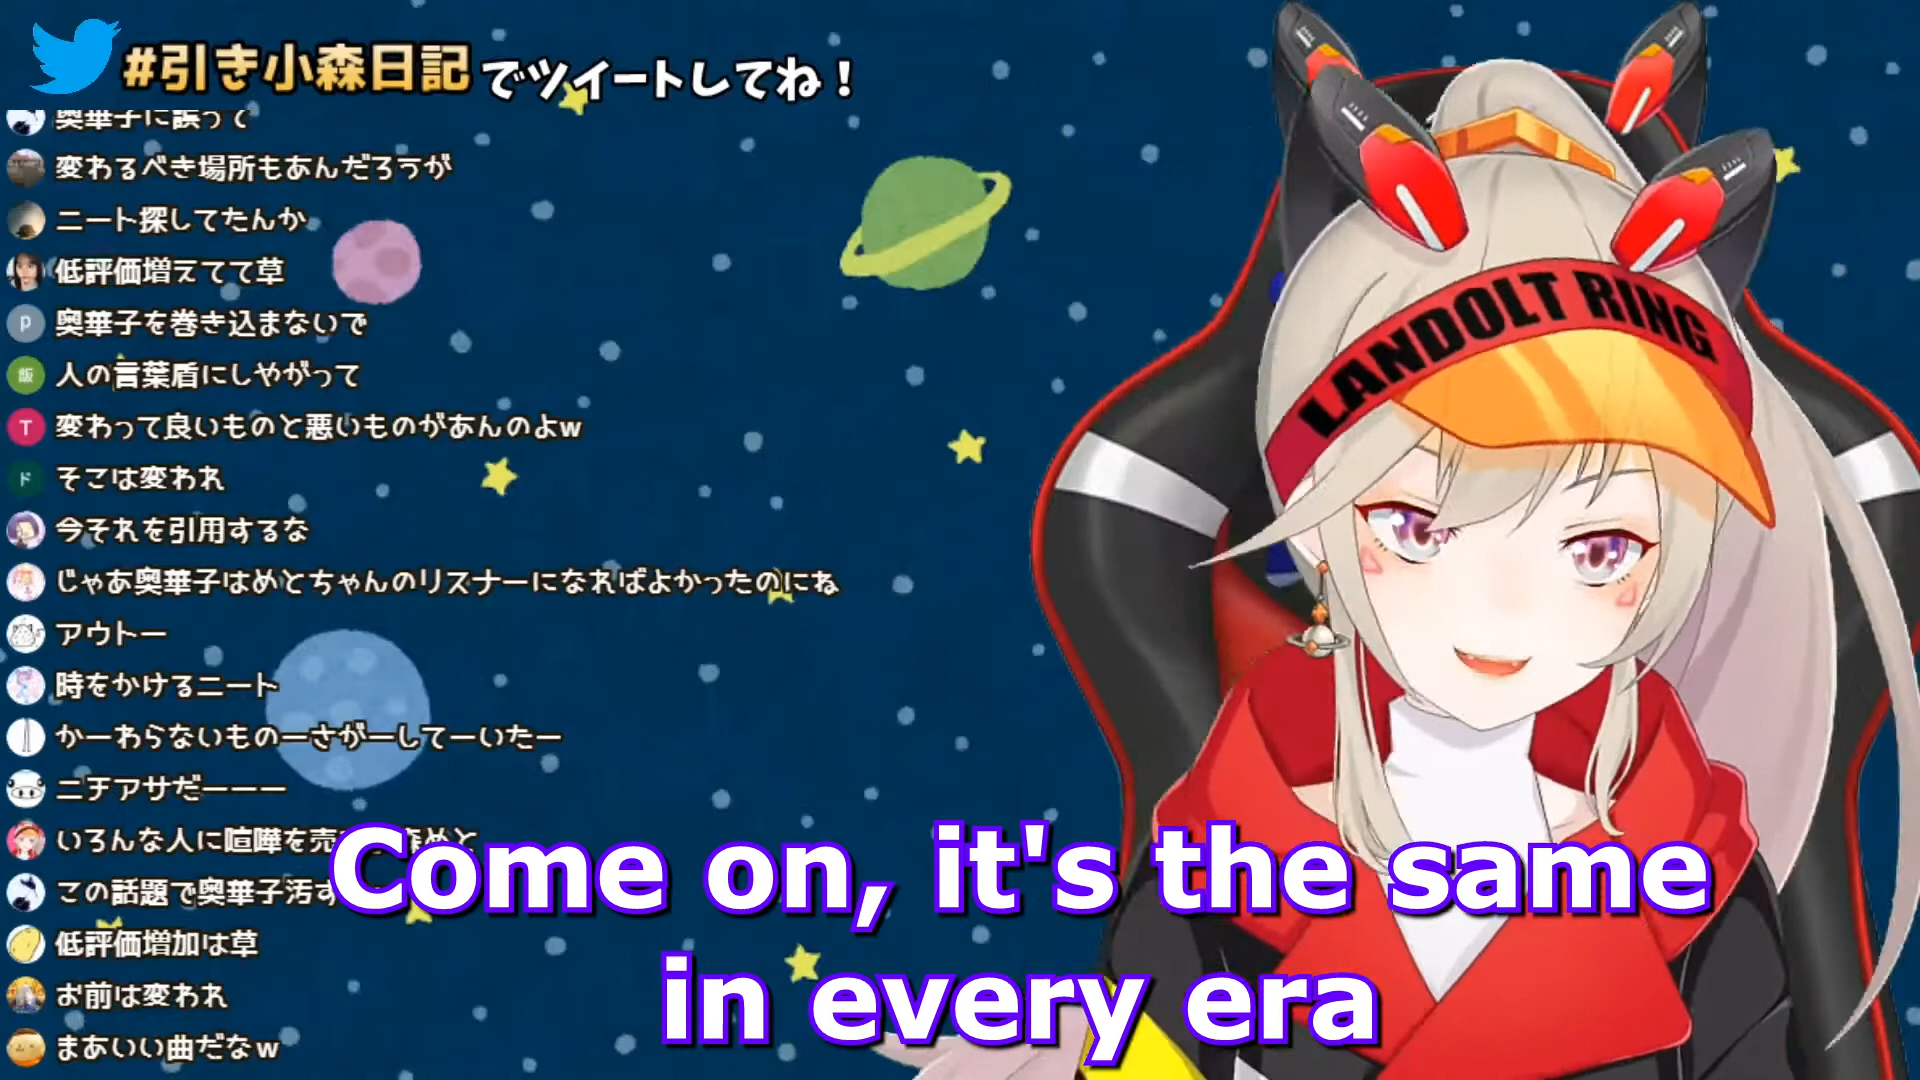 #引き小森日記でツイートしてね！
奥華子に誤って
変わるべき場所もあんだろうが
ニート探してたんか
低評価増えてて草
p 奥華子を巻き込まないで
飯 人の言葉盾にしやがって
T 変わって良いものと悪いものがあんのよw
ド そこは変われ
今それを引用するな
じゃあ奥華子はめとちゃんのリスナーになればよかったのにね
アウトー
時をかけるニート
かーわらないものーさがーしてーいたー
ニチアサだーーー
いろんな人に喧嘩を売
この話題で奥華子汚す
低評価増加は草
お前は変われ
まあいい曲だなw
LANDOLT RING
Come on, it's the same
in every era